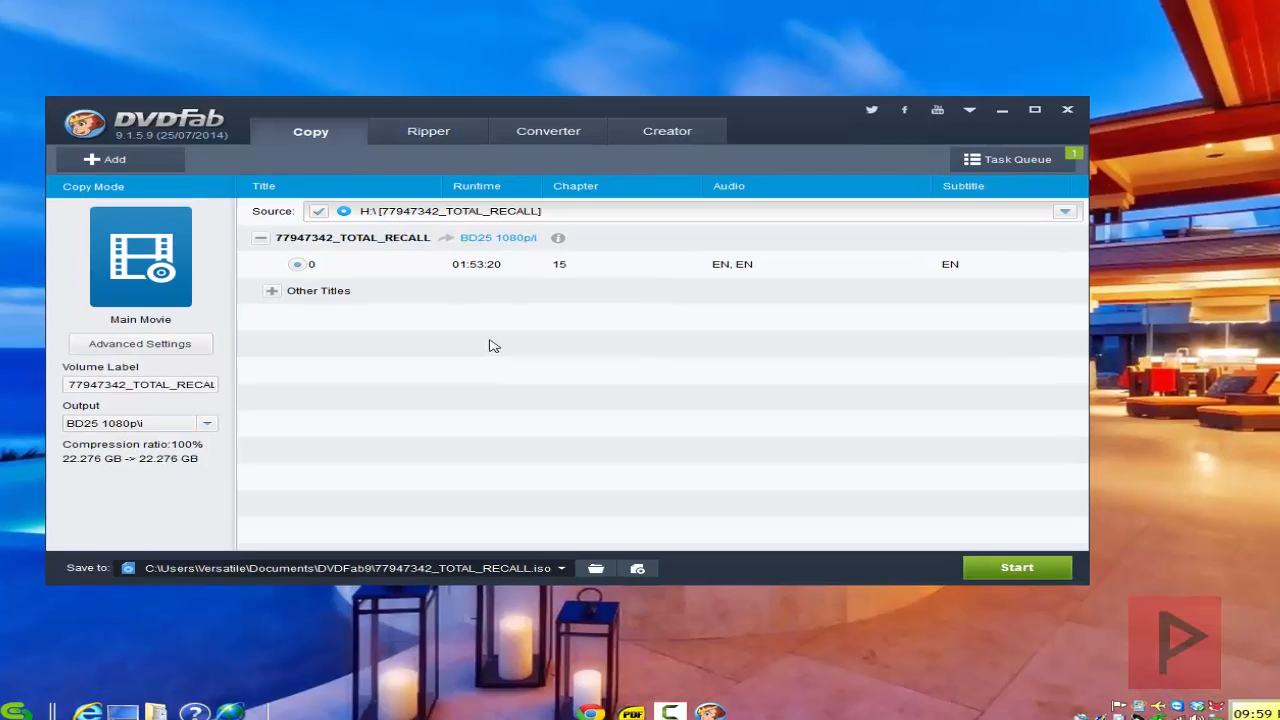 DVDFab
9.1.5.9 (25/07/2014)
Copy
Ripper
Converter
Creator
Add
Task Queue
1
Copy Mode
Title
Runtime
Chapter
Audio
Subtitle
Source:
H:\ [77947342_TOTAL_RECALL]
77947342_TOTAL_RECALL
BD25 1080p/i
0
01:53:20
15
EN, EN
EN
Other Titles
Main Movie
Advanced Settings
Volume Label
77947342_TOTAL_RECAL
Output
BD25 1080p\i
Compression ratio:100%
22.276 GB -> 22.276 GB
Save to:
C:\Users\Versatile\Documents\DVDFab9\77947342_TOTAL_RECALL.iso
Start
PDF
09:59